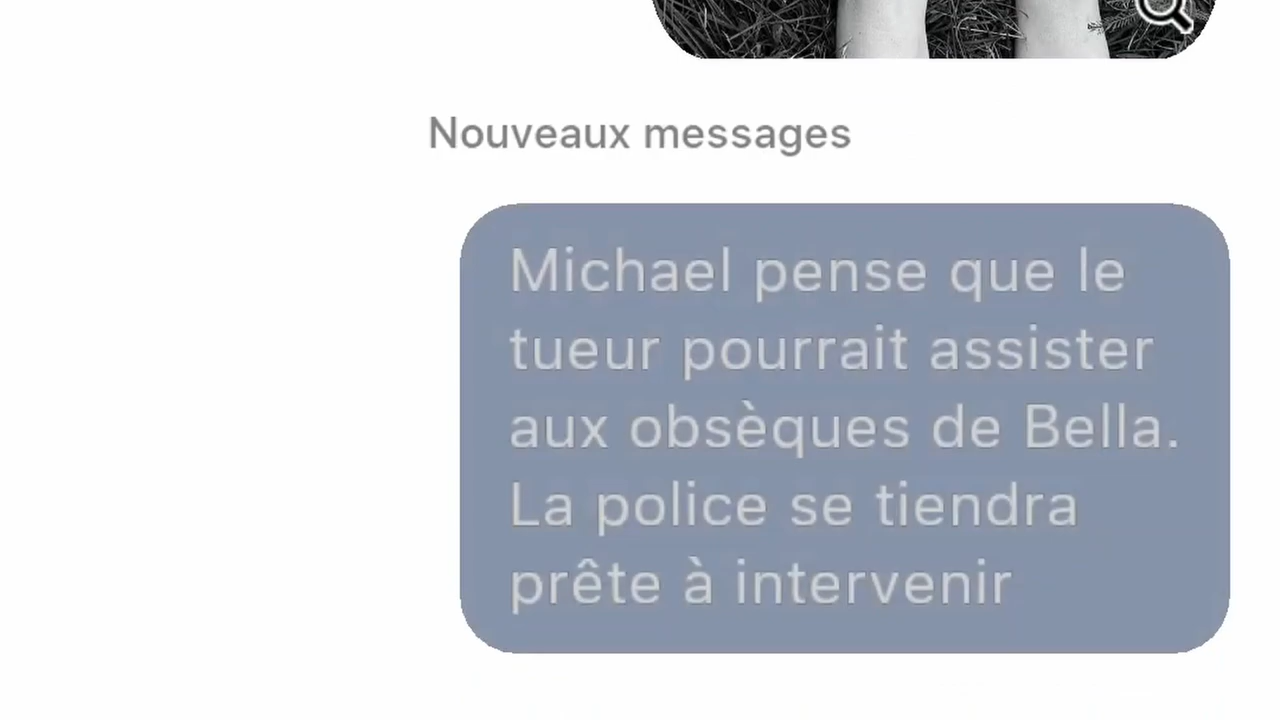 Nouveaux messages
Michael pense que le
tueur pourrait assister
aux obsèques de Bella.
La police se tiendra
prête à intervenir